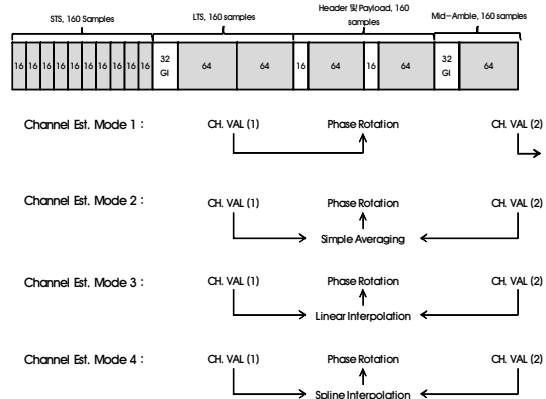 STS, 160 Samples
LTS, 160 samples
Header 및 Payload, 160
samples
Mid-Amble, 160 samples
16 16 16 16 16 16 16 16 16 16 32 GI 64 64 16 64 16 64 32 GI 64
Channel Est. Mode 1 : CH. VAL (1) Phase Rotation CH. VAL (2)
Channel Est. Mode 2 : CH. VAL (1) Phase Rotation CH. VAL (2)
Simple Averaging
Channel Est. Mode 3 : CH. VAL (1) Phase Rotation CH. VAL (2)
Linear Interpolation
Channel Est. Mode 4 : CH. VAL (1) Phase Rotation CH. VAL (2)
Spline Interpolation